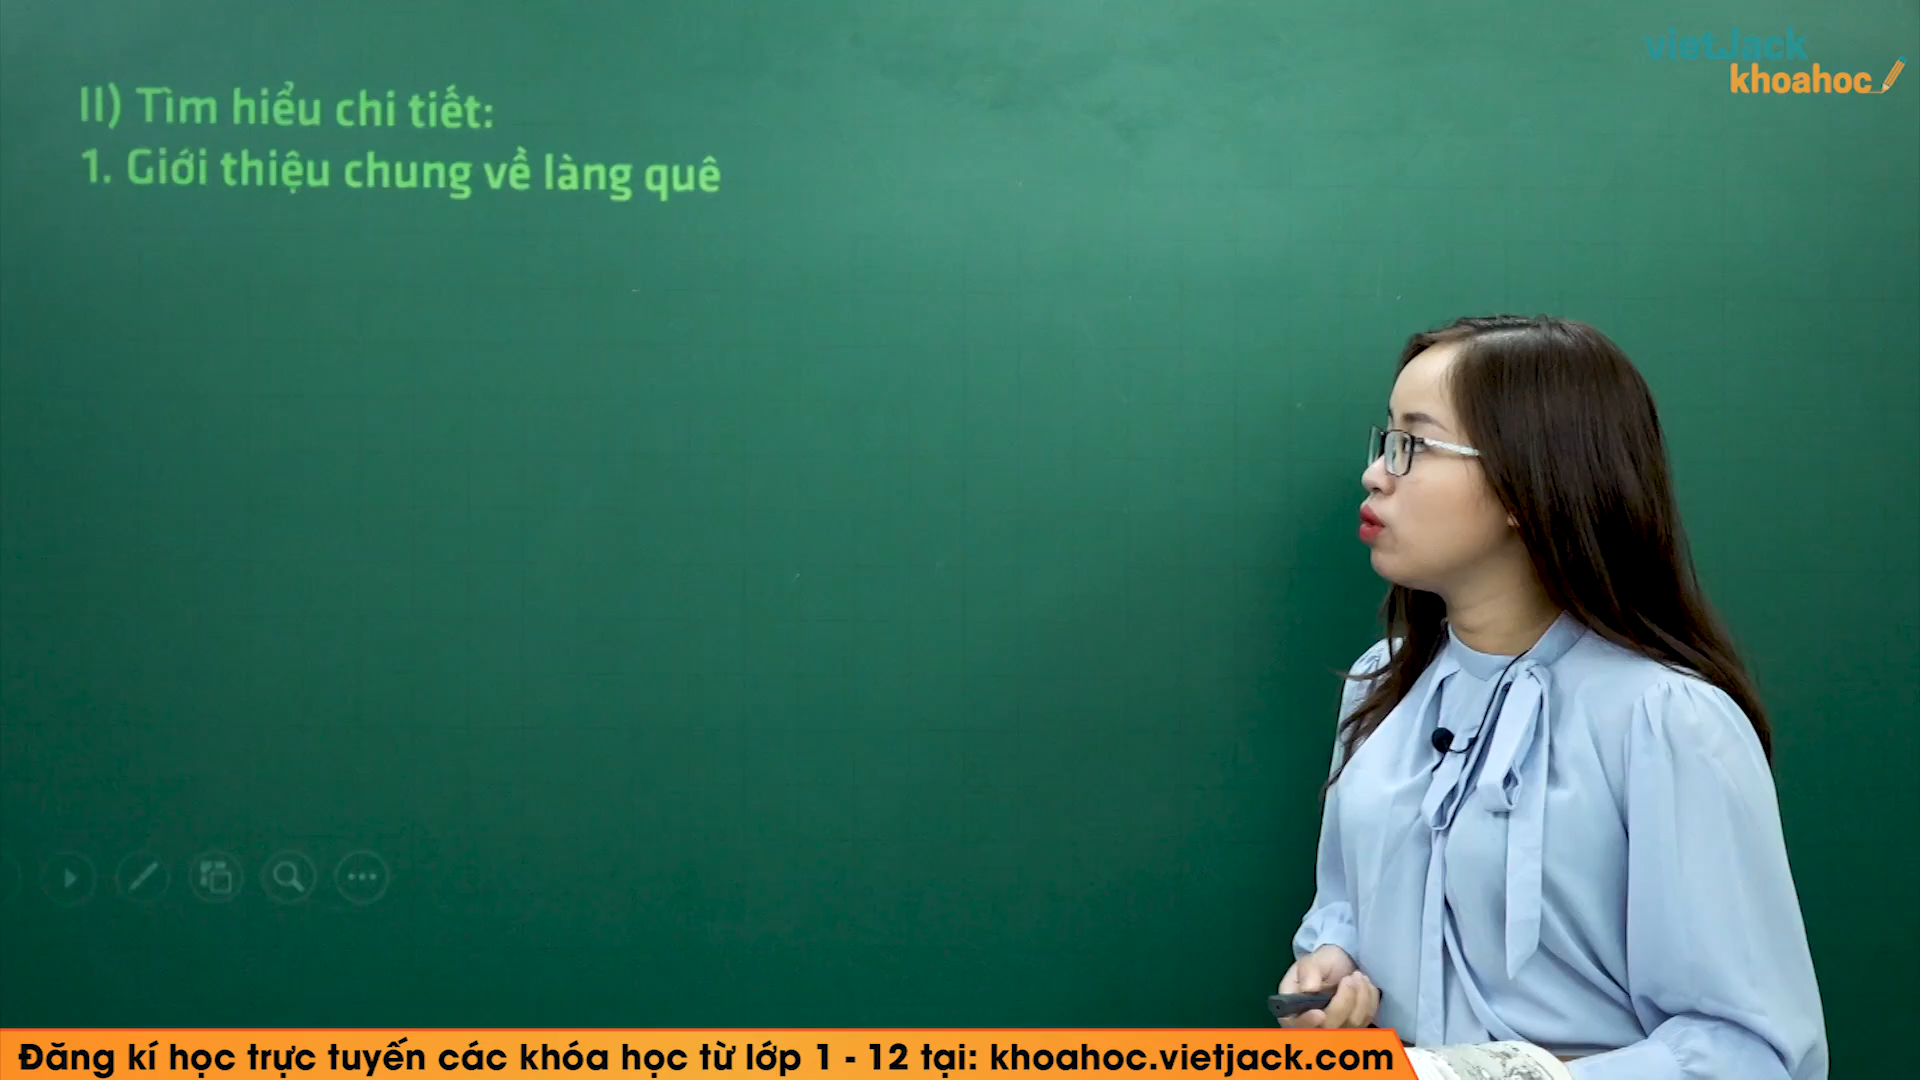 vietJack
khoahoc
II) Tìm hiểu chi tiết:
1. Giới thiệu chung về làng quê
Đăng kí học trực tuyến các khóa học từ lớp 1 - 12 tại: khoahoc.vietjack.com